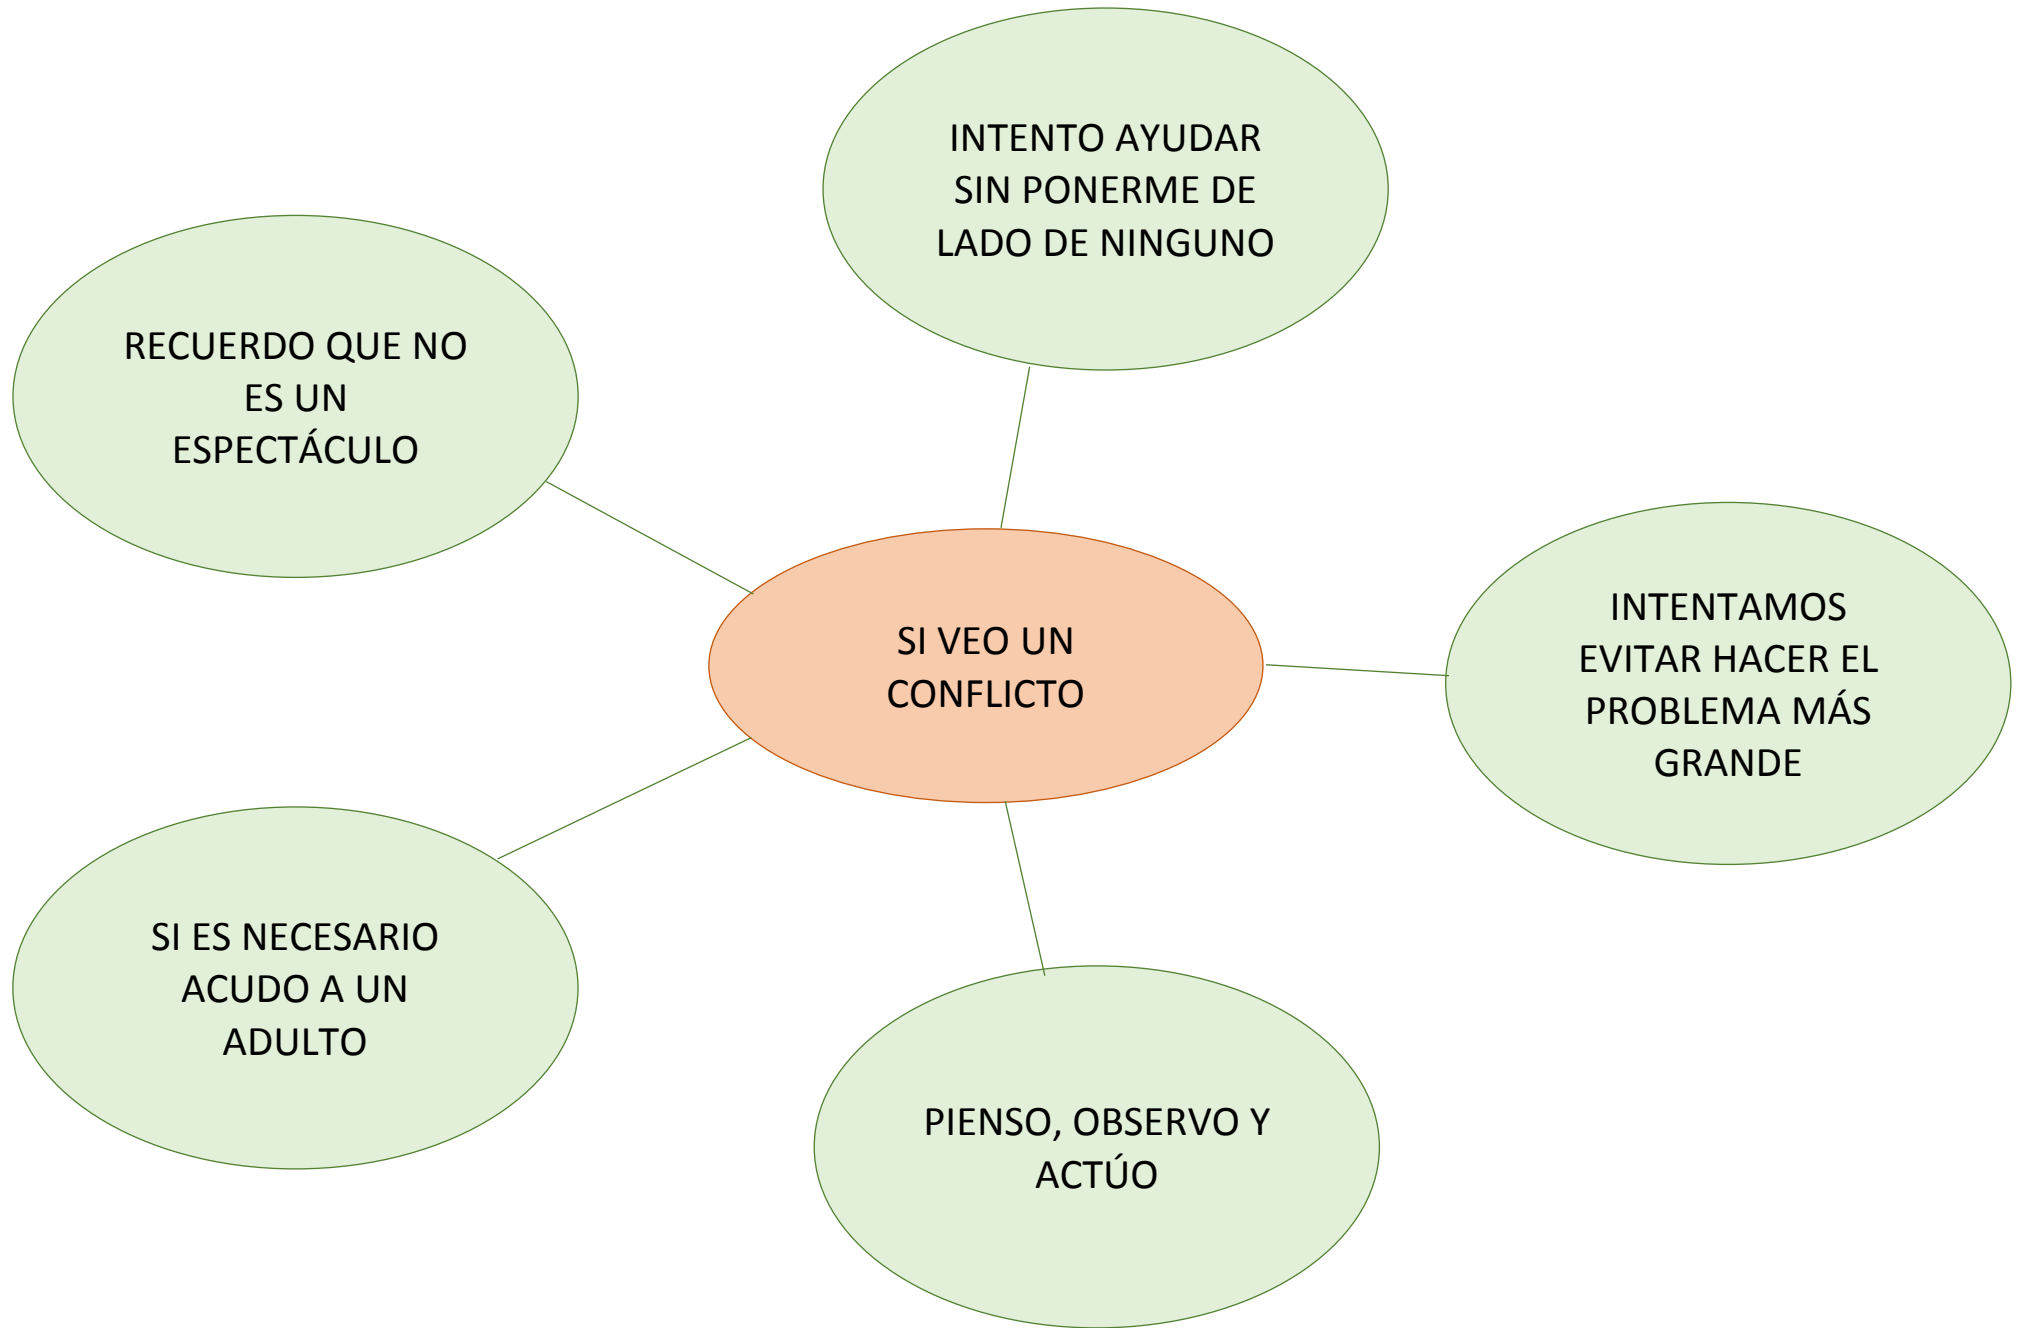 INTENTO AYUDAR
SIN PONERME DE
LADO DE NINGUNO
RECUERDO QUE NO
ES UN
ESPECTÁCULO
SI VEO UN
CONFLICTO
INTENTAMOS
EVITAR HACER EL
PROBLEMA MÁS
GRANDE
SI ES NECESARIO
ACUDO A UN
ADULTO
PIENSO, OBSERVO Y
ACTÚO